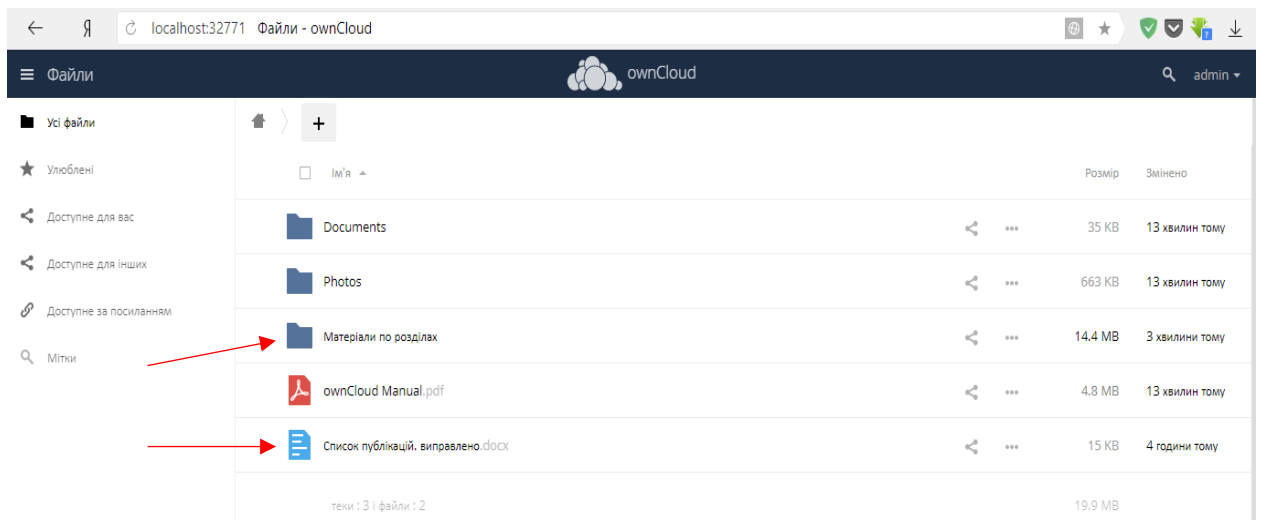 Я localhost:32771 Файли - ownCloud
Файли ownCloud admin
Усі файли
Улюблені
Доступне для вас
Доступне для інших
Доступне за посиланням
Мітки
+
Ім'я Розмір Змінено
Documents 35 KB 13 хвилин тому
Photos 663 KB 13 хвилин тому
Матеріали по розділах 14.4 MB 3 хвилини тому
ownCloud Manual.pdf 4.8 MB 13 хвилин тому
Список публікацій. виправлено.docx 15 KB 4 години тому
теки : 3 і файли : 2 19.9 MB